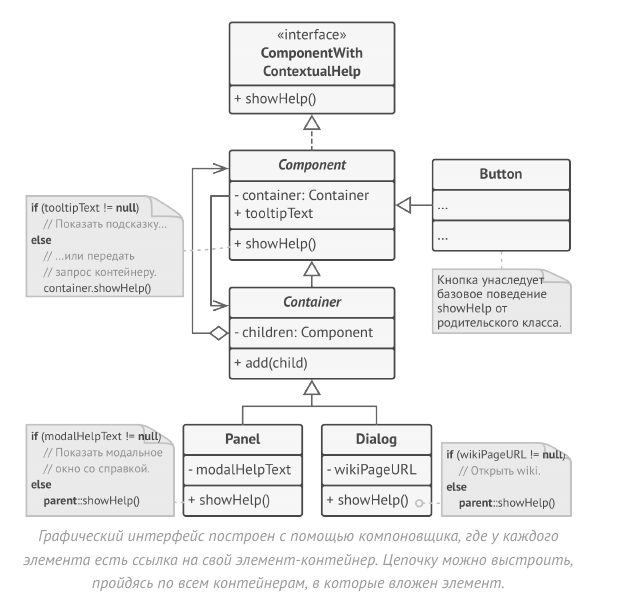 «interface»
ComponentWith
ContextualHelp
+ showHelp()
Component
- container: Container
+ tooltipText
+ showHelp()
Button
...
...
if (tooltipText != null)
// Показать подсказку...
else
// ...или передать
// запрос контейнеру.
container.showHelp()
Кнопка унаследует
базовое поведение
showHelp от
родительского класса.
Container
- children: Component
+ add(child)
if (modalHelpText != null)
// Показать модальное
// окно со справкой.
else
parent::showHelp()
Panel
- modalHelpText
+ showHelp()
Dialog
- wikiPageURL
+ showHelp()
if (wikiPageURL != null)
// Открыть wiki.
else
parent::showHelp()
Графический интерфейс построен с помощью компоновщика, где у каждого
элемента есть ссылка на свой элемент-контейнер. Цепочку можно выстроить,
пройдясь по всем контейнерам, в которые вложен элемент.